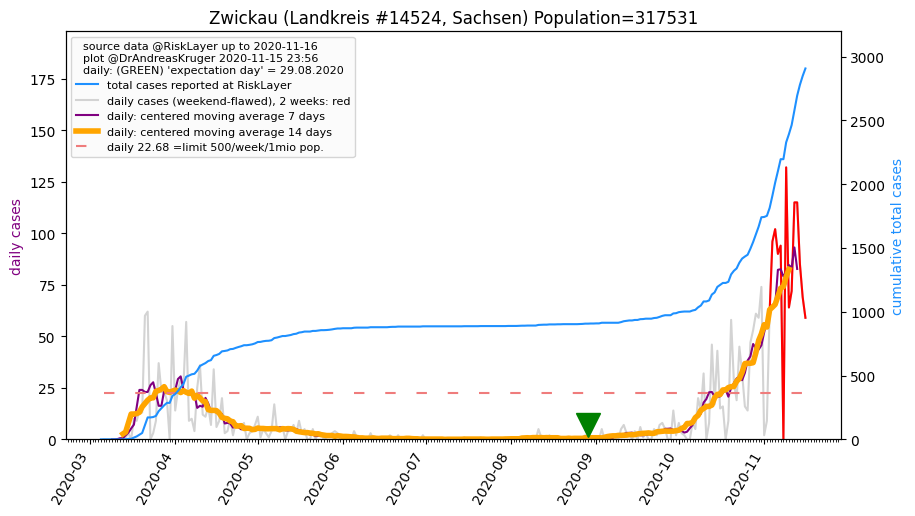 Zwickau (Landkreis #14524, Sachsen) Population=317531
source data @RiskLayer up to 2020-11-16
plot @DrAndreasKruger 2020-11-15 23:56
daily: (GREEN) 'expectation day' = 29.08.2020
total cases reported at RiskLayer
daily cases (weekend-flawed), 2 weeks: red
daily: centered moving average 7 days
daily: centered moving average 14 days
daily 22.68 =limit 500/week/1mio pop.
daily cases
175
150
125
100
75
50
25
0
cumulative total cases
3000
2500
2000
1500
1000
500
0
2020-03
2020-04
2020-05
2020-06
2020-07
2020-08
2020-09
2020-10
2020-11